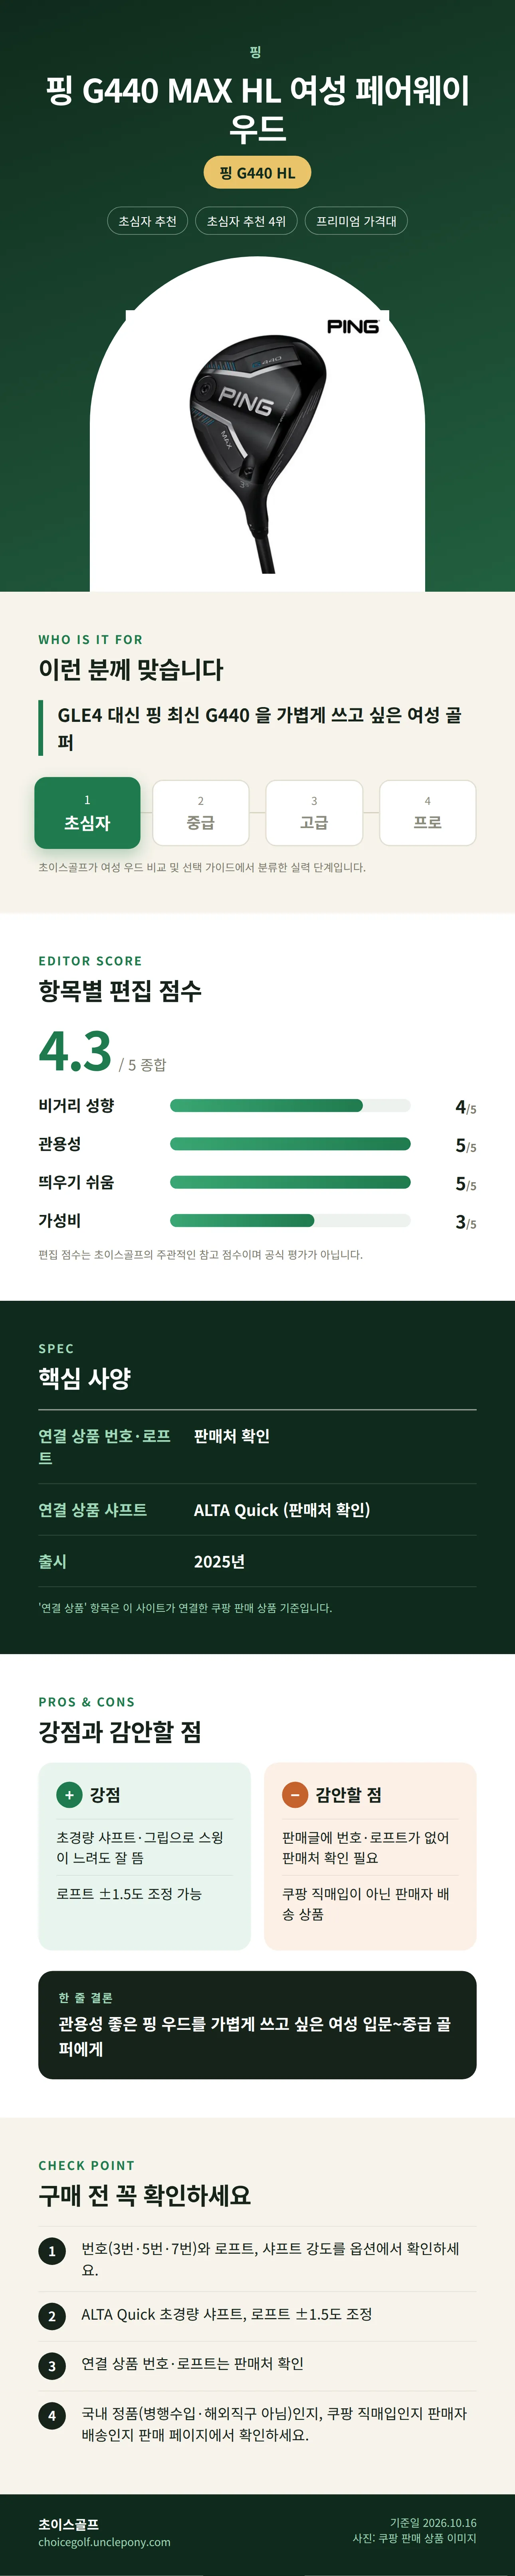 핑
핑 G440 MAX HL 여성 페어웨이
우드
핑 G440 HL
초심자 추천
초심자 추천 4위
프리미엄 가격대
PING
G440
PING
MAX
WHO IS IT FOR
이런 분께 맞습니다
GLE4 대신 핑 최신 G440 을 가볍게 쓰고 싶은 여성 골
퍼
1
초심자
2
중급
3
고급
4
프로
초이스골프가 여성 우드 비교 및 선택 가이드에서 분류한 실력 단계입니다.
EDITOR SCORE
항목별 편집 점수
4.3 / 5 종합
비거리 성향 4/5
관용성 5/5
띄우기 쉬움 5/5
가성비 3/5
편집 점수는 초이스골프의 주관적인 참고 점수이며 공식 평가가 아닙니다.
SPEC
핵심 사양
연결 상품 번호·로프
트
판매처 확인
연결 상품 샤프트 ALTA Quick (판매처 확인)
출시 2025년
'연결 상품' 항목은 이 사이트가 연결한 쿠팡 판매 상품 기준입니다.
PROS & CONS
강점과 감안할 점
+ 강점
초경량 샤프트·그립으로 스윙
이 느려도 잘 뜸
로프트 ±1.5도 조정 가능
− 감안할 점
판매글에 번호·로프트가 없어
판매처 확인 필요
쿠팡 직매입이 아닌 판매자 배
송 상품
한 줄 결론
관용성 좋은 핑 우드를 가볍게 쓰고 싶은 여성 입문~중급 골
퍼에게
CHECK POINT
구매 전 꼭 확인하세요
1 번호(3번·5번·7번)와 로프트, 샤프트 강도를 옵션에서 확인하세
요.
2 ALTA Quick 초경량 샤프트, 로프트 ±1.5도 조정
3 연결 상품 번호·로프트는 판매처 확인
4 국내 정품(병행수입·해외직구 아님)인지, 쿠팡 직매입인지 판매자
배송인지 판매 페이지에서 확인하세요.
초이스골프
choicegolf.unclepony.com
기준일 2026.10.16
사진: 쿠팡 판매 상품 이미지